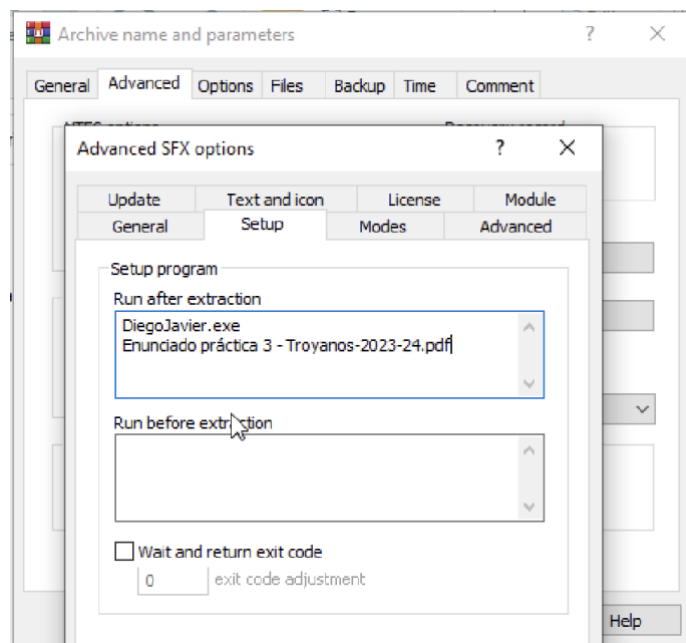 Archive name and parameters
General Advanced Options Files Backup Time Comment
Advanced SFX options
Update Text and icon License Module
General Setup Modes Advanced
Setup program
Run after extraction
DiegoJavier.exe
Enunciado práctica 3 - Troyanos-2023-24.pdf
Run before extraction
Wait and return exit code
0 exit code adjustment
Help